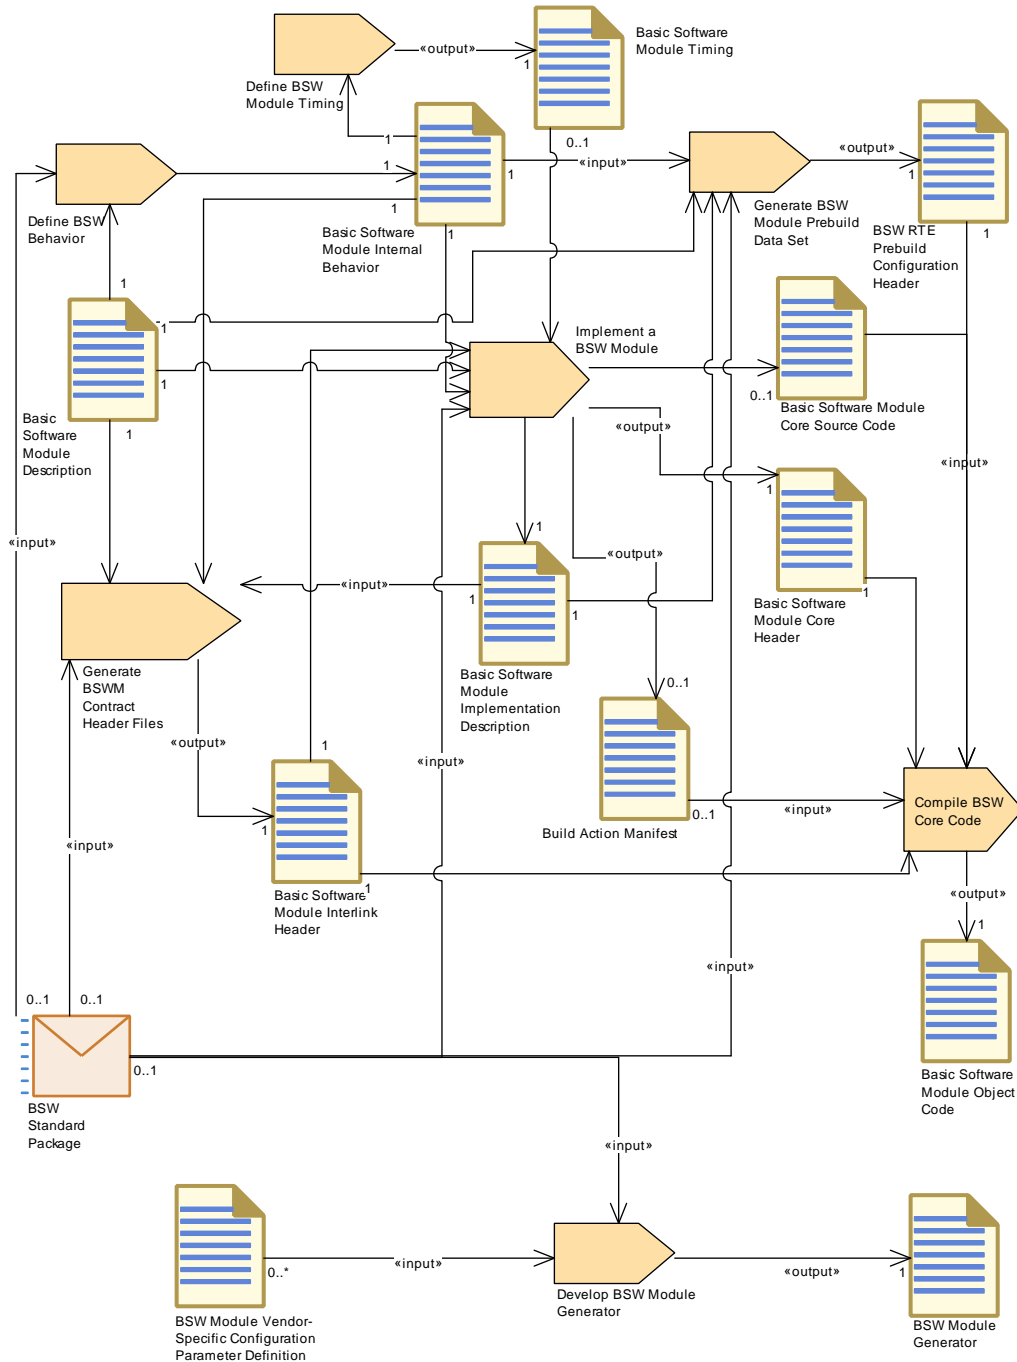 «output»
1
Basic Software
Module Timing
Define BSW
Module Timing
0..1
1
1
1
«input»
1
1
«output»
1
Define BSW
Behavior
Basic Software
Module Internal
Behavior
1
Generate BSW
Module Prebuild
Data Set
BSW RTE
Prebuild
Configuration
Header
1
1
1
1
Basic
Software
Module
Description
1
Implement a
BSW Module
0..1
Basic Software Module
Core Source Code
«output»
«input»
1
«input»
1
«output»
«input»
1
1
Basic Software
Module Core
Header
1
Generate
BSWM
Contract
Header Files
Basic Software
Module
Implementation
Description
0..1
«output»
1
1
«input»
Build Action Manifest
0..1
«input»
Compile BSW
Core Code
«input»
1
Basic Software
Module Interlink
Header
«output»
1
«input»
0..1
0..1
0..1
BSW
Standard
Package
Basic Software
Module Object
Code
«input»
0..*
«input»
«output»
1
BSW Module Vendor-
Specific Configuration
Parameter Definition
Develop BSW Module
Generator
BSW Module
Generator